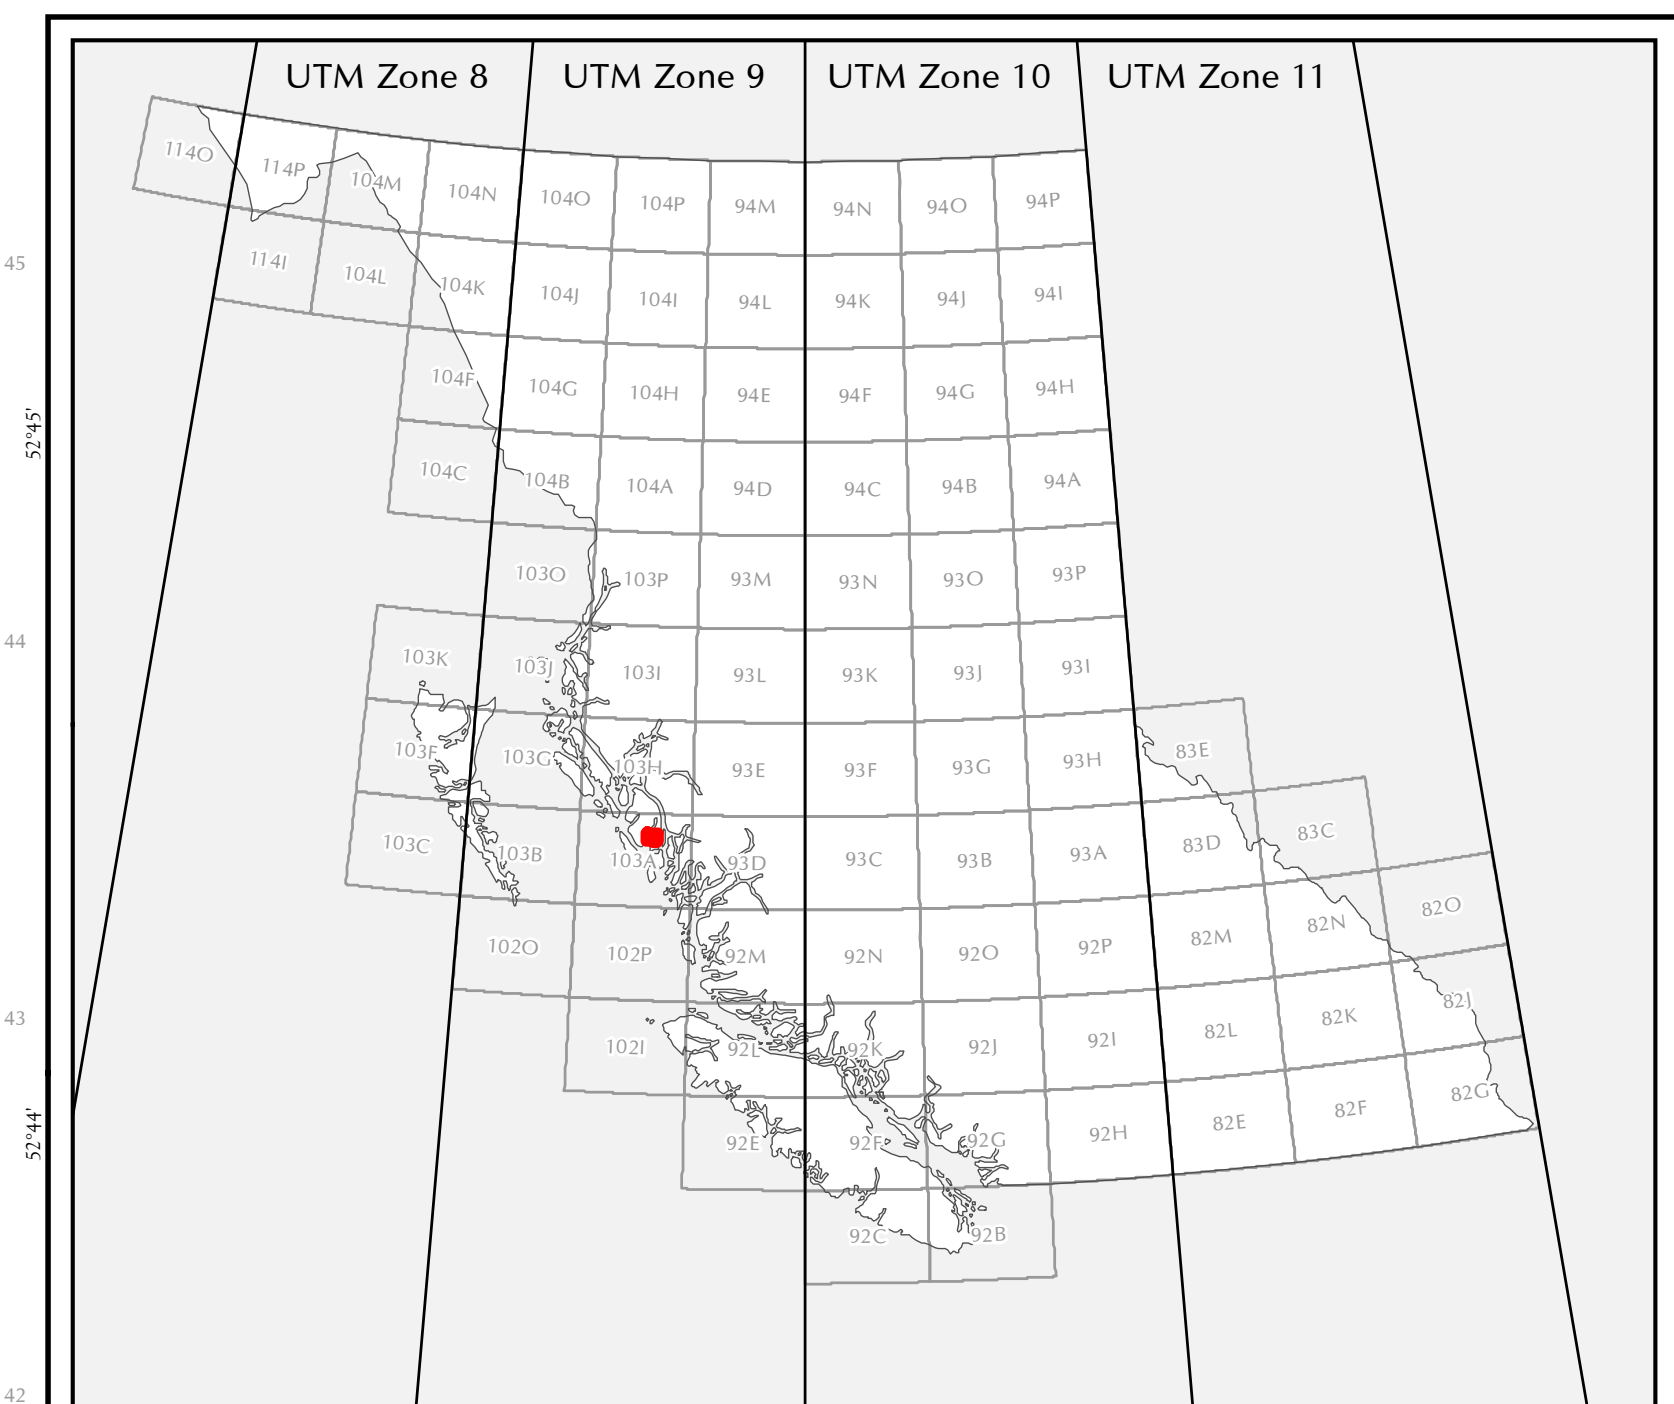 UTM Zone 8 UTM Zone 9 UTM Zone 10 UTM Zone 11
114O 114P 104M 104N 104O 104P 94M 94N 94O 94P
45
114I 104L 104K 104J 104I 94L 94K 94J 94I
104F 104G 104H 94E 94F 94G 94H
52°45'
104C 104B 104A 94D 94C 94B 94A
103O 103P 93M 93N 93O 93P
44
103K 103J 103I 93L 93K 93J 93I
103F 103G 103H 93E 93F 93G 93H 83E
103C 103B 103A 93D 93C 93B 93A 83D 83C
102O 102P 92M 92N 92O 92P 82M 82N 82O
43
102I 92L 92K 92J 92I 82L 82K 82J
52°44'
92E 92F 92G 92H 82E 82F 82G
92C 92B
42